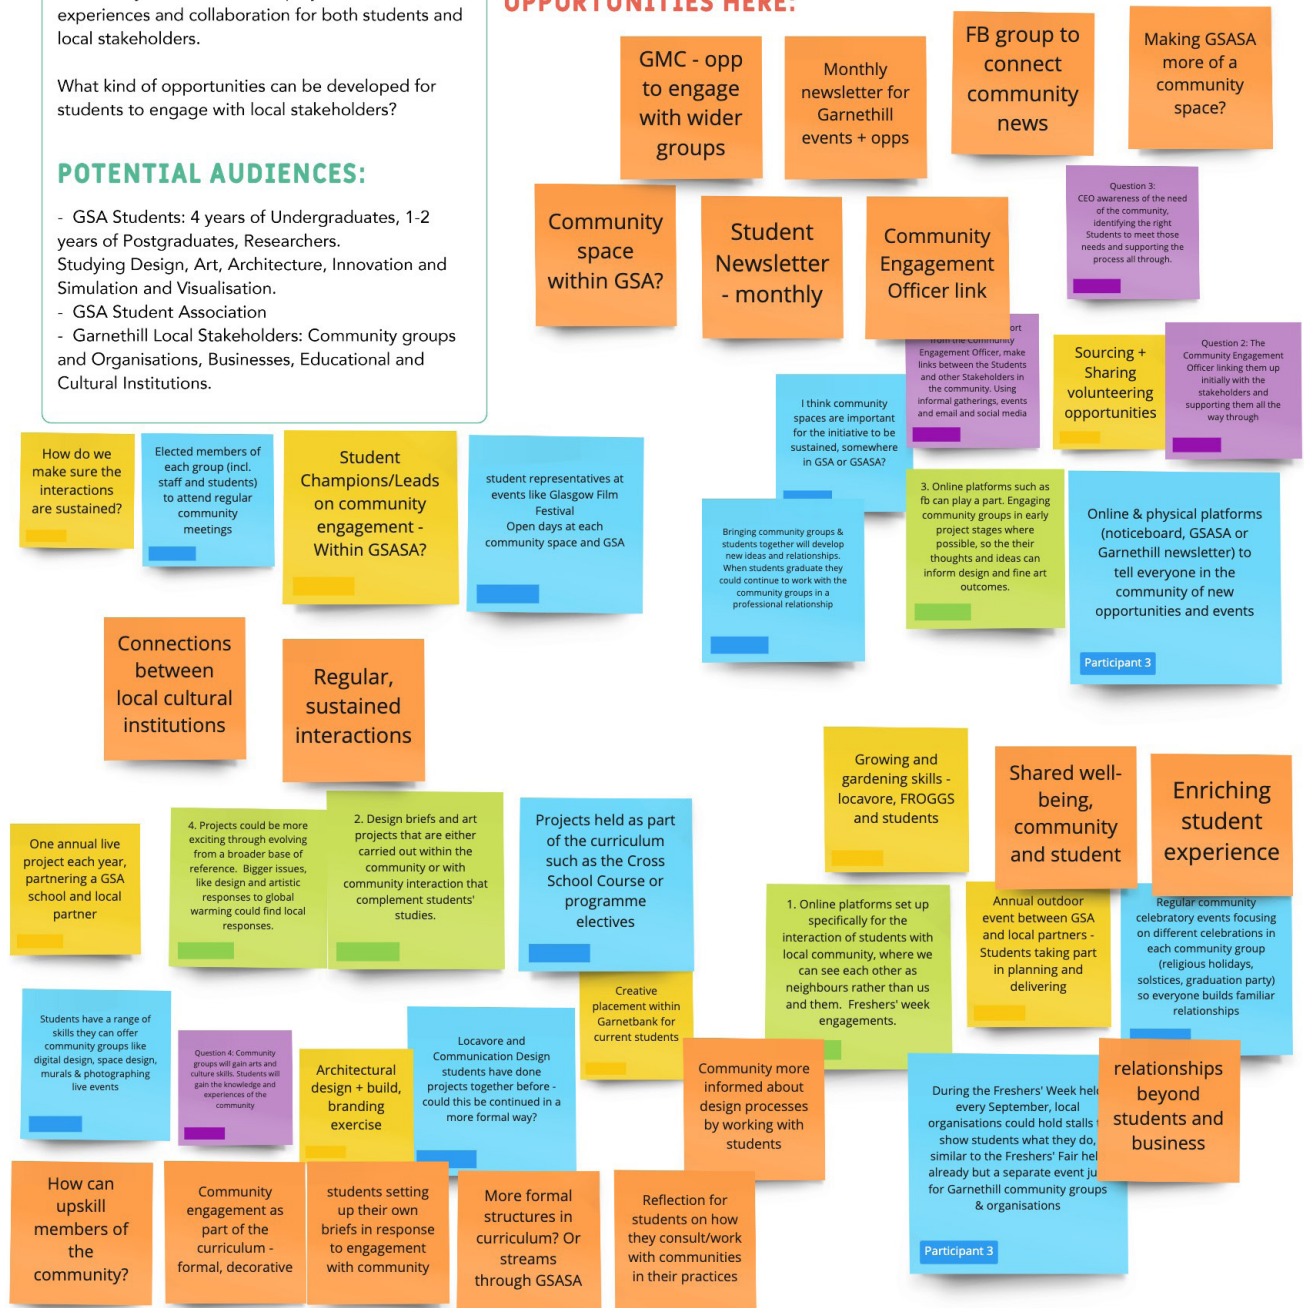 experiences and collaboration for both students and
local stakeholders.
What kind of opportunities can be developed for
students to engage with local stakeholders?
POTENTIAL AUDIENCES:
- GSA Students: 4 years of Undergraduates, 1-2
years of Postgraduates, Researchers.
Studying Design, Art, Architecture, Innovation and
Simulation and Visualisation.
- GSA Student Association
- Garnethill Local Stakeholders: Community groups
and Organisations, Businesses, Educational and
Cultural Institutions.
OPPORTUNITIES HERE:
GMC - opp
to engage
with wider
groups
Monthly
newsletter for
Garnethill
events + opps
FB group to
connect
community
news
Making GSASA
more of a
community
space?
Community
space
within GSA?
Student
Newsletter
- monthly
Community
Engagement
Officer link
Question 3:
CEO awareness of the need
of the community,
identifying the right
Students to meet those
needs and supporting the
process all through.
from the Community
Engagement Officer, make
links between the Students
and other Stakeholders in
the community. Using
informal gatherings, events
and email and social media
Sourcing +
Sharing
volunteering
opportunities
Question 2: The
Community Engagement
Officer linking them up
initially with the
stakeholders and
supporting them all the
way through
I think community
spaces are important
for the initiative to be
sustained, somewhere
in GSA or GSASA?
Bringing community groups &
students together will develop
new ideas and relationships.
When students graduate they
could continue to work with the
community groups in a
professional relationship
3. Online platforms such as
fb can play a part. Engaging
community groups in early
project stages where
possible, so the their
thoughts and ideas can
inform design and fine art
outcomes.
Online & physical platforms
(noticeboard, GSASA or
Garnethill newsletter) to
tell everyone in the
community of new
opportunities and events
Participant 3
How do we
make sure the
interactions
are sustained?
Elected members of
each group (incl.
staff and students)
to attend regular
community
meetings
Student
Champions/Leads
on community
engagement -
Within GSASA?
student representatives at
events like Glasgow Film
Festival
Open days at each
community space and GSA
Connections
between
local cultural
institutions
Regular,
sustained
interactions
One annual live
project each year,
partnering a GSA
school and local
partner
4. Projects could be more
exciting through evolving
from a broader base of
reference. Bigger issues,
like design and artistic
responses to global
warming could find local
responses.
2. Design briefs and art
projects that are either
carried out within the
community or with
community interaction that
complement students'
studies.
Projects held as part
of the curriculum
such as the Cross
School Course or
programme
electives
Creative
placement within
Garnetbank for
current students
Students have a range of
skills they can offer
community groups like
digital design, space design,
murals & photographing
live events
Question 4: Community
groups will gain arts and
culture skills. Students will
gain the knowledge and
experiences of the
community
Architectural
design + build,
branding
exercise
Locavore and
Communication Design
students have done
projects together before -
could this be continued in a
more formal way?
Community more
informed about
design processes
by working with
students
How can
upskill
members of
the
community?
Community
engagement as
part of the
curriculum -
formal, decorative
students setting
up their own
briefs in response
to engagement
with community
More formal
structures in
curriculum? Or
streams
through GSASA
Reflection for
students on how
they consult/work
with communities
in their practices
Growing and
gardening skills -
locavore, FROGGS
and students
Shared well-
being,
community
and student
Enriching
student
experience
1. Online platforms set up
specifically for the
interaction of students with
local community, where we
can see each other as
neighbours rather than us
and them. Freshers' week
engagements.
Annual outdoor
event between GSA
and local partners -
Students taking part
in planning and
delivering
Regular community
celebratory events focusing
on different celebrations in
each community group
(religious holidays,
solstices, graduation party)
so everyone builds familiar
relationships
During the Freshers' Week
every September, local
organisations could hold stalls
show students what they do,
similar to the Freshers' Fair
already but a separate event
for Garnethill community groups
& organisations
Participant 3
relationships
beyond
students and
business